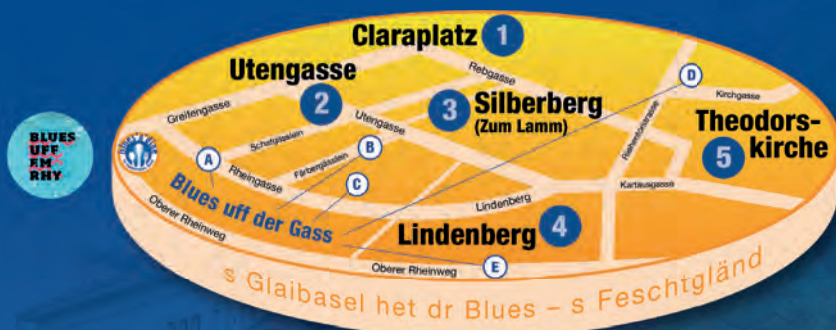 BLUES
UFF
EM
RHY
Claraplatz 1
Utengasse
2
Greifengasse
Rebgasse
D
Kirchgasse
3 Silberberg
(Zum Lamm)
Schafgässlein
Utengasse
Riehentorstrasse
Theodors-
kirche
5
A
B
Rheingasse
Färbergässlein
C
Kartausgasse
Blues uff der Gass
Lindenberg
Oberer Rheinweg
Lindenberg 4
Oberer Rheinweg
E
s Glaibasel het dr Blues – s Feschtgländ